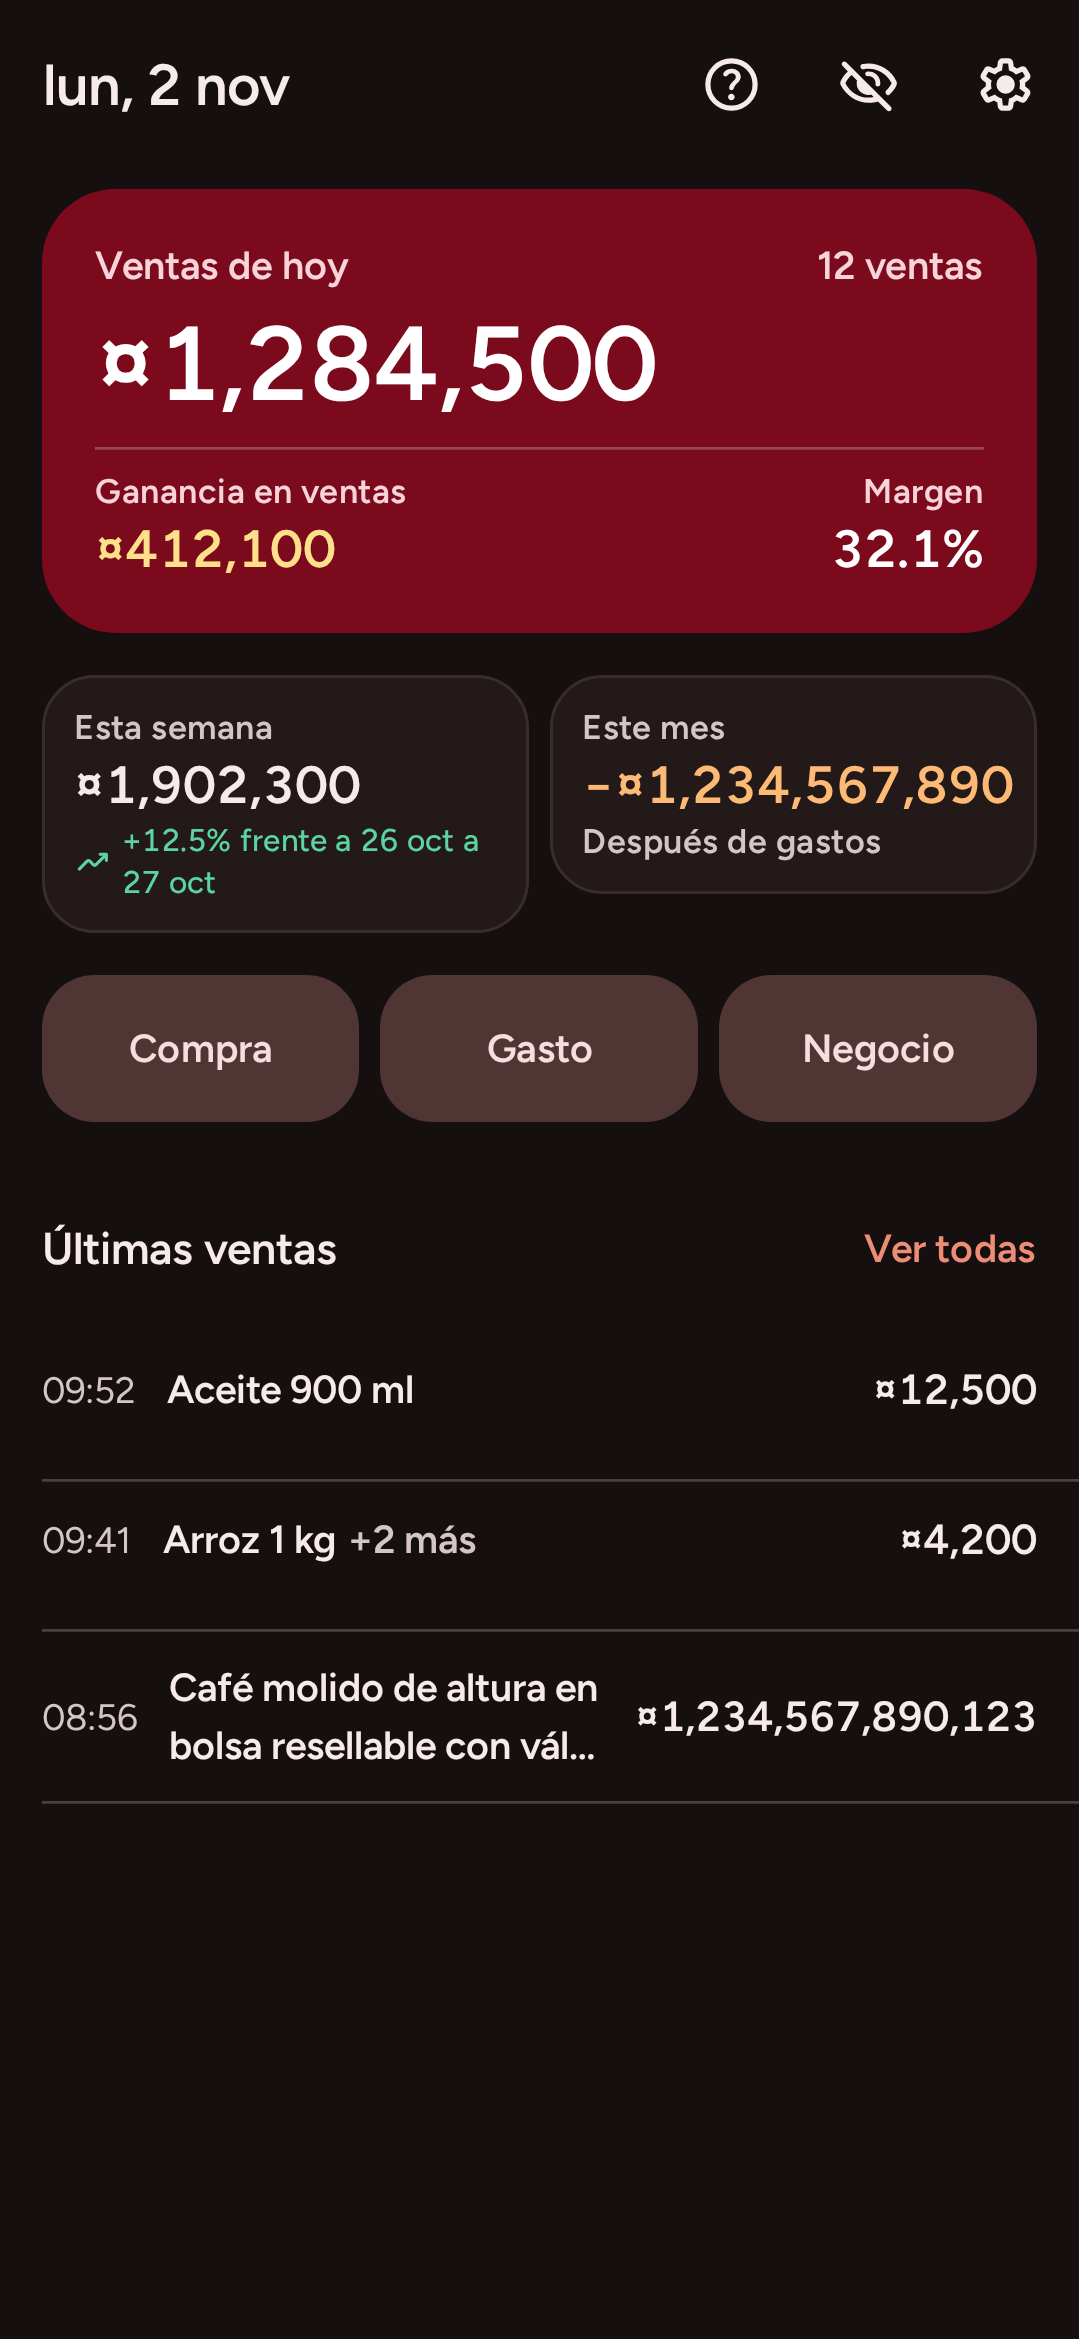 lun, 2 nov
Ventas de hoy
12 ventas
¤1,284,500
Ganancia en ventas
Margen
¤412,100
32.1%
Esta semana
¤1,902,300
+12.5% frente a 26 oct a
27 oct
Este mes
−¤1,234,567,890
Después de gastos
Compra
Gasto
Negocio
Últimas ventas
Ver todas
09:52 Aceite 900 ml ¤12,500
09:41 Arroz 1 kg +2 más ¤4,200
08:56 Café molido de altura en
bolsa resellable con vál...
¤1,234,567,890,123